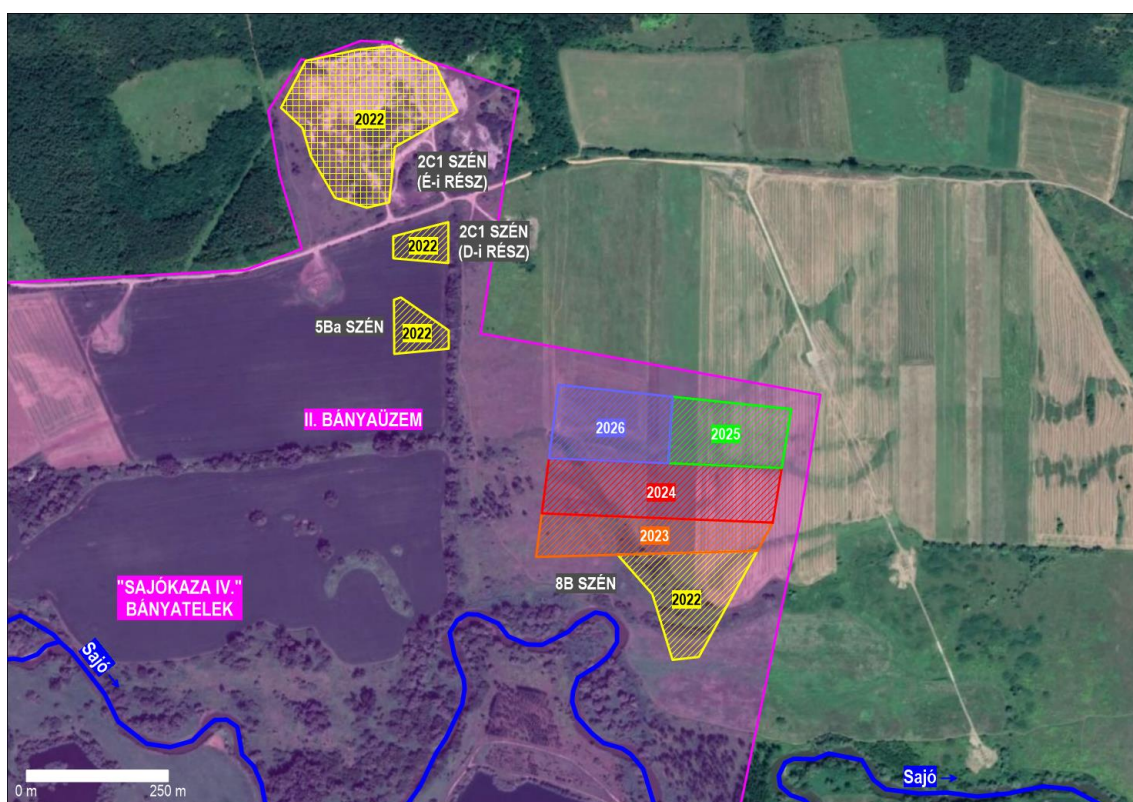 2022
2C1 SZÉN
(É-i RÉSZ)
2022
2C1 SZÉN
(D-i RÉSZ)
5Ba SZÉN
2022
II. BÁNYAÜZEM
2026
2025
2024
2023
8B SZÉN
2022
"SAJÓKAZA IV."
BÁNYATELEK
Sajó →
Sajó →
0 m
250 m